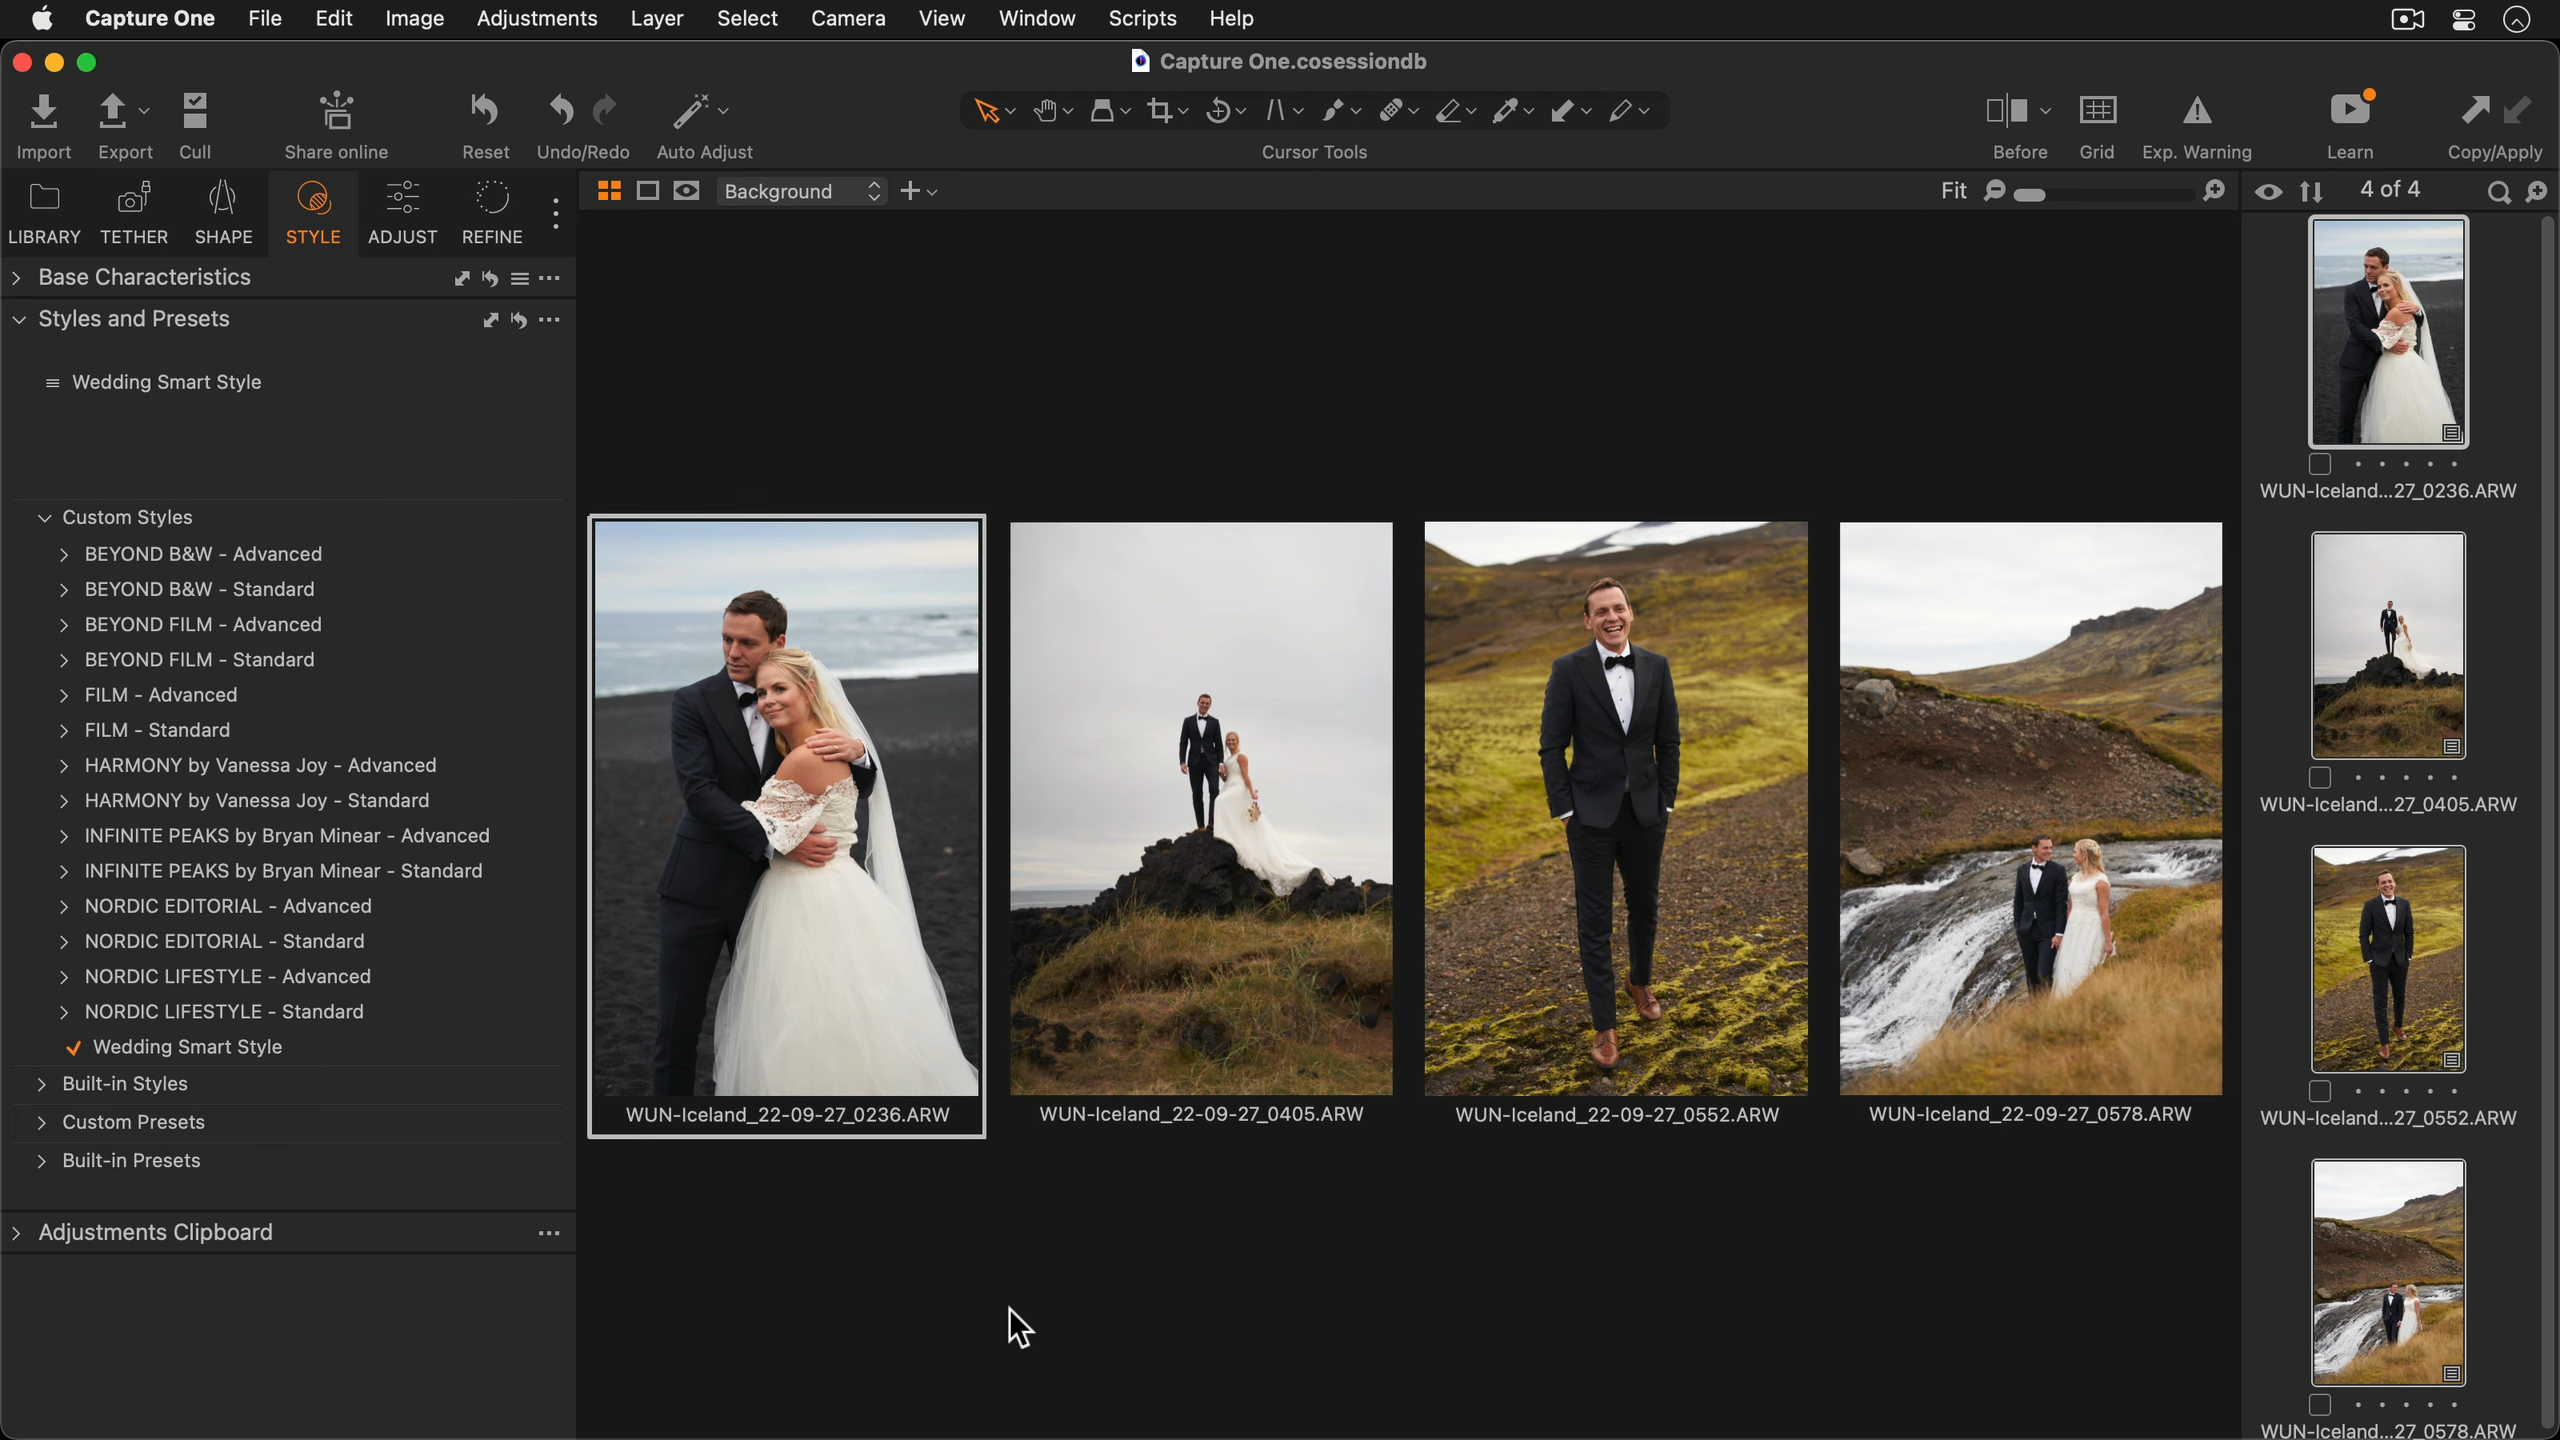 Capture One File Edit Image Adjustments Layer Select Camera View Window Scripts Help
Capture One.cosessiondb
Import Export Cull Share online Reset Undo/Redo Auto Adjust Cursor Tools Before Grid Exp. Warning Learn Copy/Apply
LIBRARY TETHER SHAPE STYLE ADJUST REFINE
Background
Fit
4 of 4
Base Characteristics
Styles and Presets
Wedding Smart Style
Custom Styles
BEYOND B&W - Advanced
BEYOND B&W - Standard
BEYOND FILM - Advanced
BEYOND FILM - Standard
FILM - Advanced
FILM - Standard
HARMONY by Vanessa Joy - Advanced
HARMONY by Vanessa Joy - Standard
INFINITE PEAKS by Bryan Minear - Advanced
INFINITE PEAKS by Bryan Minear - Standard
NORDIC EDITORIAL - Advanced
NORDIC EDITORIAL - Standard
NORDIC LIFESTYLE - Advanced
NORDIC LIFESTYLE - Standard
Wedding Smart Style
Built-in Styles
Custom Presets
Built-in Presets
Adjustments Clipboard
WUN-Iceland_22-09-27_0236.ARW
WUN-Iceland_22-09-27_0405.ARW
WUN-Iceland_22-09-27_0552.ARW
WUN-Iceland_22-09-27_0578.ARW
WUN-Iceland...27_0236.ARW
WUN-Iceland...27_0405.ARW
WUN-Iceland...27_0552.ARW
WUN-Iceland...27_0578.ARW